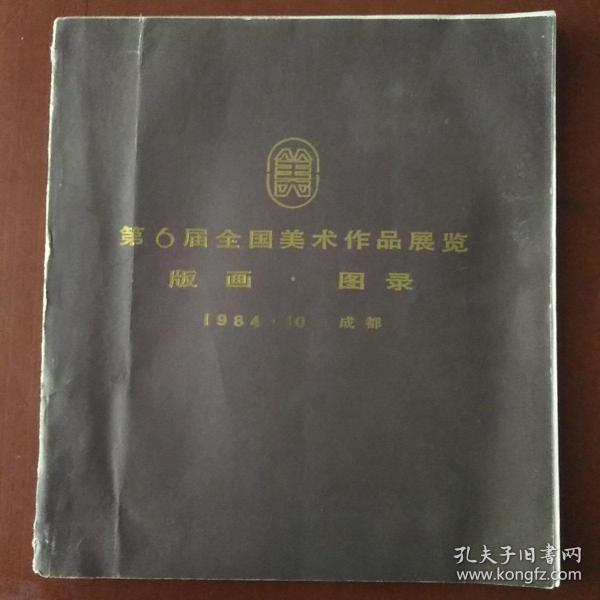 美
第6届全国美术作品展览
版画·图录
1984·10 成都
孔夫子旧书网
www.kongfz.com